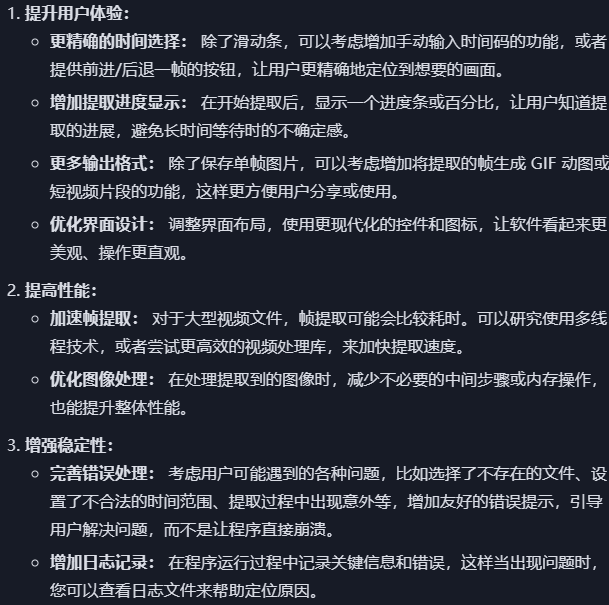 1. 提升用户体验：
○ 更精确的时间选择： 除了滑动条，可以考虑增加手动输入时间码的功能，或者
提供前进/后退一帧的按钮，让用户更精确地定位到想要的画面。
○ 增加提取进度显示： 在开始提取后，显示一个进度条或百分比，让用户知道提
取的进展，避免长时间等待时的不确定感。
○ 更多输出格式： 除了保存单帧图片，可以考虑增加将提取的帧生成 GIF 动图或
短视频片段的功能，这样更方便用户分享或使用。
○ 优化界面设计： 调整界面布局，使用更现代化的控件和图标，让软件看起来更
美观、操作更直观。
2. 提高性能：
○ 加速帧提取： 对于大型视频文件，帧提取可能会比较耗时。可以研究使用多线
程技术，或者尝试更高效的视频处理库，来加快提取速度。
○ 优化图像处理： 在处理提取到的图像时，减少不必要的中间步骤或内存操作，
也能提升整体性能。
3. 增强稳定性：
○ 完善错误处理： 考虑用户可能遇到的各种问题，比如选择了不存在的文件、设
置了不合法的时间范围、提取过程中出现意外等，增加友好的错误提示，引导
用户解决问题，而不是让程序直接崩溃。
○ 增加日志记录： 在程序运行过程中记录关键信息和错误，这样当出现问题时，
您可以查看日志文件来帮助定位原因。